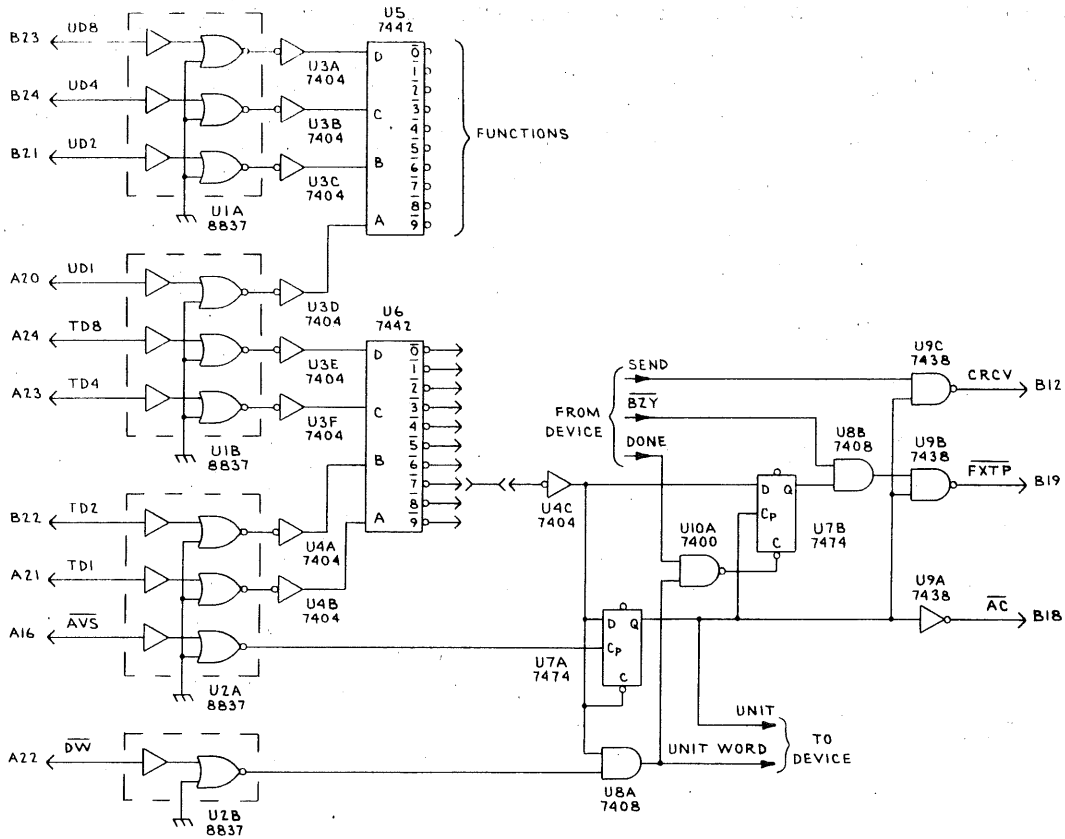 U5
7442
B23 UD8
D
0
U3A
7404
1
2
B24 UD4
C
3
U3B
7404
4
FUNCTIONS
5
B21 UD2
B
6
U3C
7404
7
8
A
9
U1A
8837
A20 UD1
U3D
7404
U6
7442
A24 TD8
D
0
U3E
7404
1
2
A23 TD4
C
3
U3F
7404
4
5
U1B
8837
B
6
7
A
8
9
B22 TD2
U4A
7404
A21 TD1
U4B
7404
A16 AVS
U2A
8837
A22 DW
U2B
8837
U4C
7404
FROM
DEVICE
SEND
BZY
DONE
U9C
7438
CRCV
B12
U8B
7408
U9B
7438
FXTP
B19
D Q
CP
C
U7B
7474
U10A
7400
U9A
7438
AC
B18
D Q
CP
C
U7A
7474
UNIT
UNIT WORD
TO
DEVICE
U8A
7408